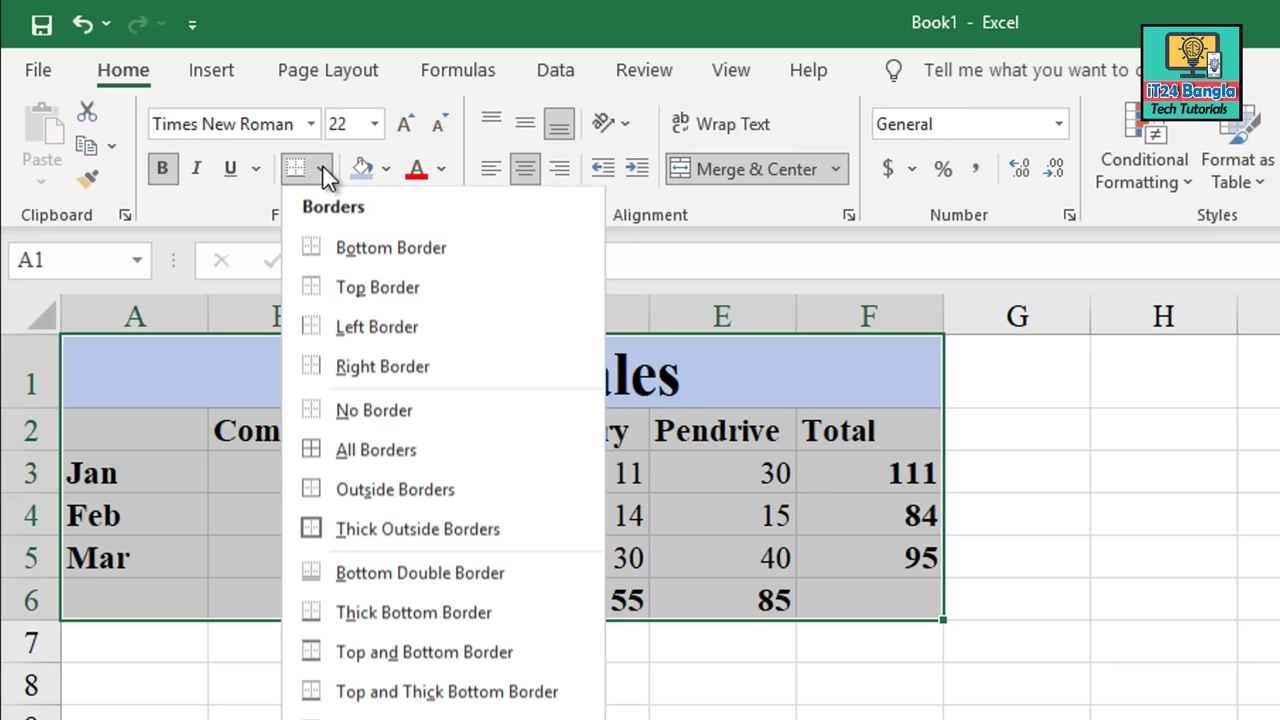 Book1 - Excel
iT24 Bangla
Tech Tutorials
File Home Insert Page Layout Formulas Data Review View Help Tell me what you want to
Paste
Clipboard
Times New Roman 22
B I U A
F
ab Wrap Text
c
Merge & Center
Alignment
General
$ % ,
Number
Conditional
Formatting
Format as
Table
Styles
A1
Borders
Bottom Border
Top Border
Left Border
Right Border
No Border
All Borders
Outside Borders
Thick Outside Borders
Bottom Double Border
Thick Bottom Border
Top and Bottom Border
Top and Thick Bottom Border
A E F G H
1 ales
2 Com ry Pendrive Total
3 Jan 11 30 111
4 Feb 14 15 84
5 Mar 30 40 95
6 55 85
7
8